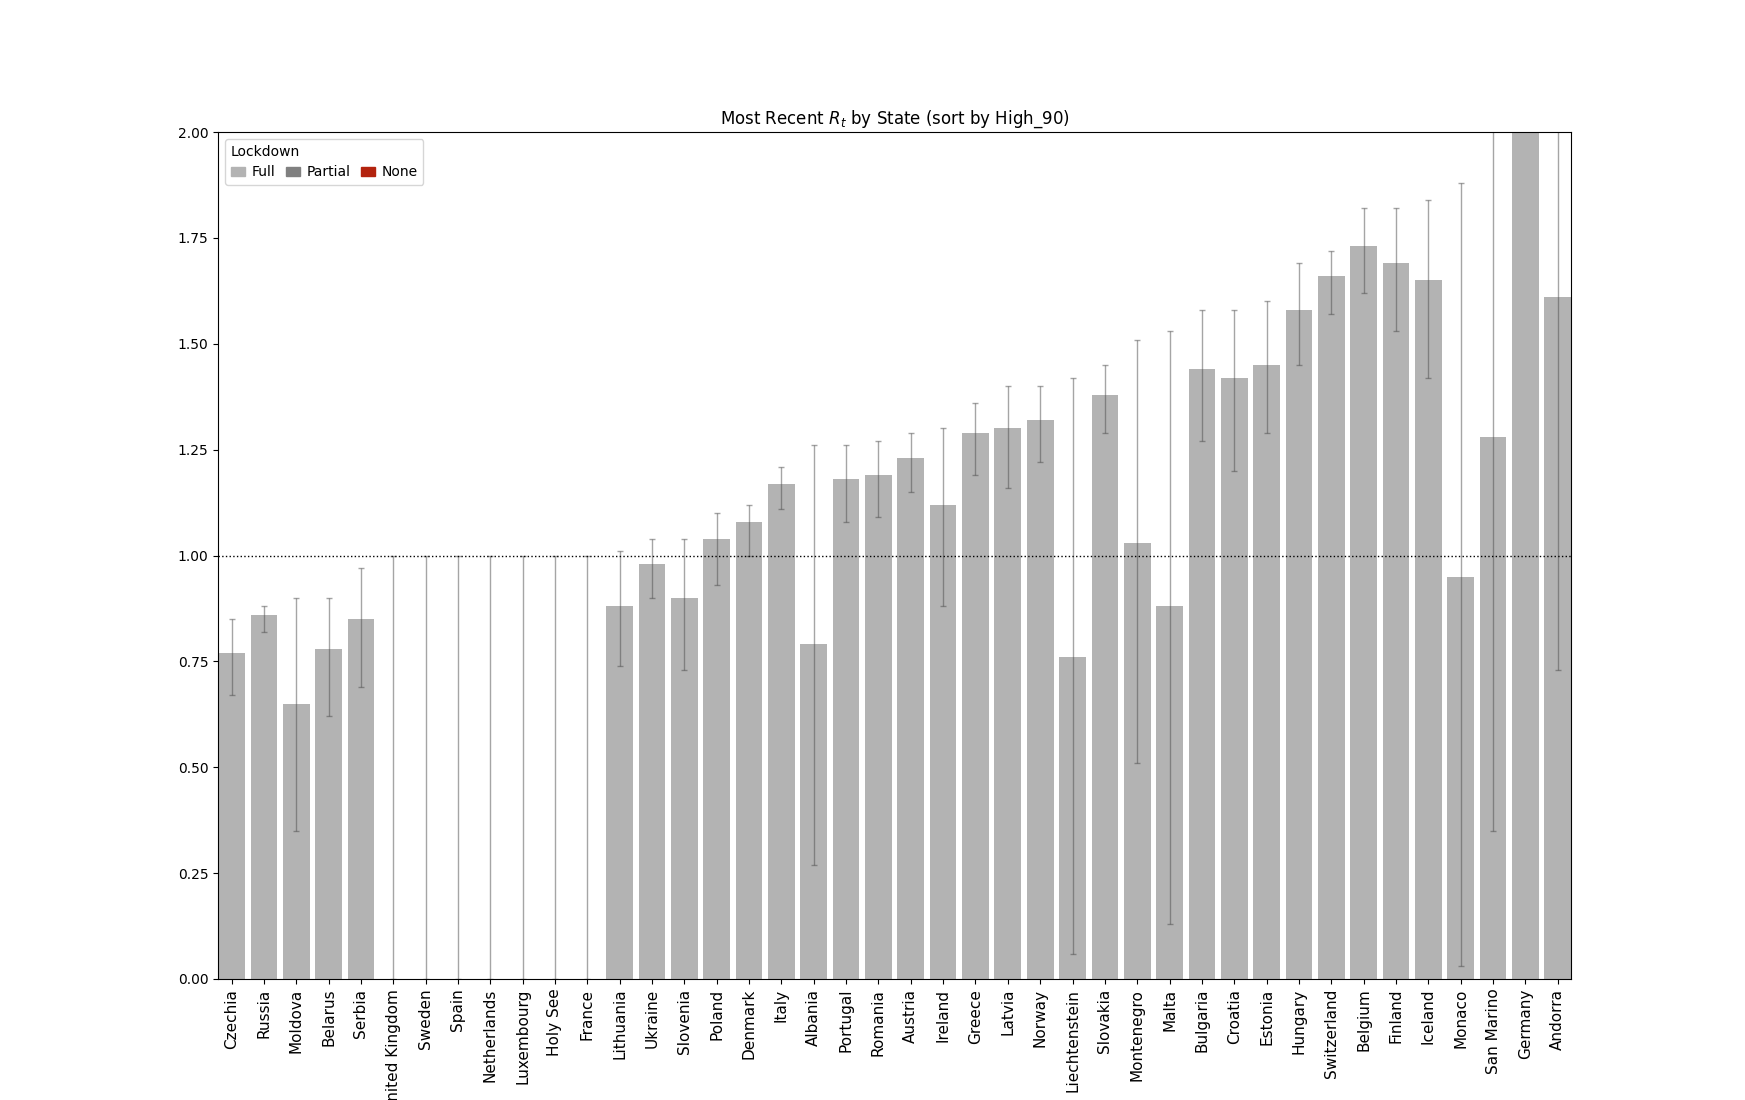 Most Recent R_t by State (sort by High_90)
Lockdown
Full Partial None
2.00
1.75
1.50
1.25
1.00
0.75
0.50
0.25
0.00
Czechia
Russia
Moldova
Belarus
Serbia
nited Kingdom
Sweden
Spain
Netherlands
Luxembourg
Holy See
France
Lithuania
Ukraine
Slovenia
Poland
Denmark
Italy
Albania
Portugal
Romania
Austria
Ireland
Greece
Latvia
Norway
Liechtenstein
Slovakia
Montenegro
Malta
Bulgaria
Croatia
Estonia
Hungary
Switzerland
Belgium
Finland
Iceland
Monaco
San Marino
Germany
Andorra